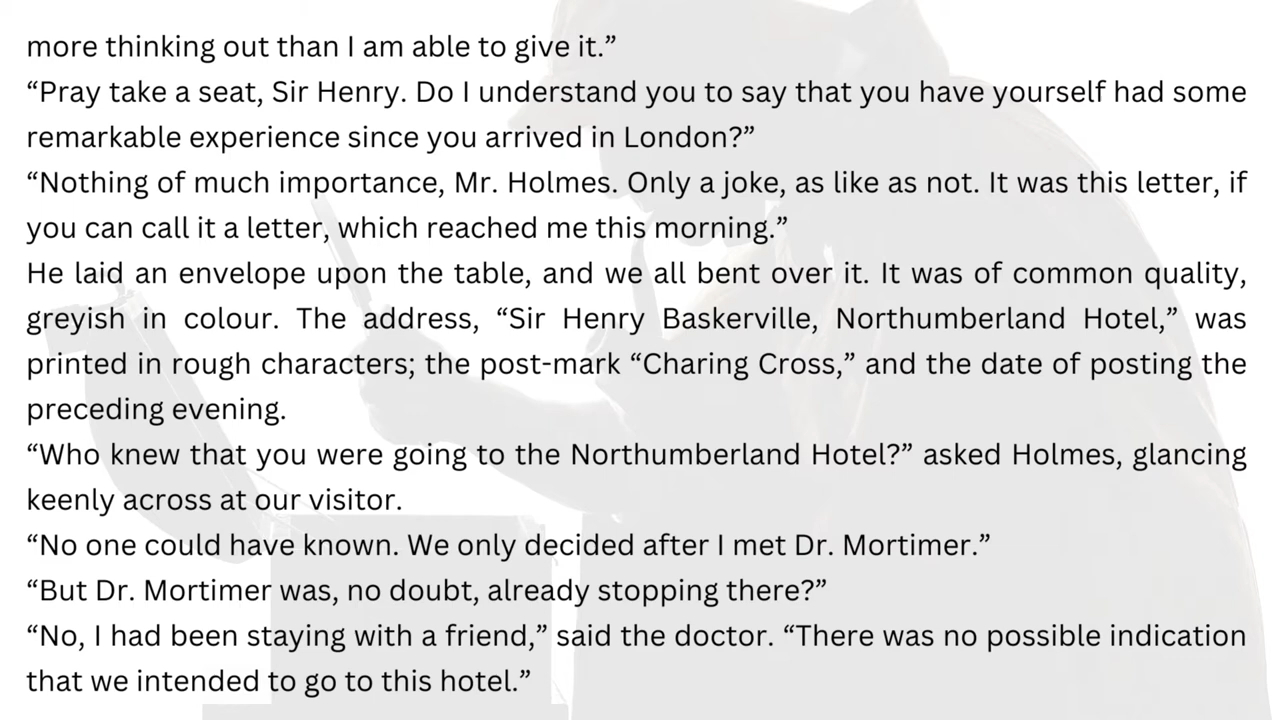 more thinking out than I am able to give it.”
“Pray take a seat, Sir Henry. Do I understand you to say that you have yourself had some
remarkable experience since you arrived in London?”
“Nothing of much importance, Mr. Holmes. Only a joke, as like as not. It was this letter, if
you can call it a letter, which reached me this morning.”
He laid an envelope upon the table, and we all bent over it. It was of common quality,
greyish in colour. The address, “Sir Henry Baskerville, Northumberland Hotel,” was
printed in rough characters; the post-mark “Charing Cross,” and the date of posting the
preceding evening.
“Who knew that you were going to the Northumberland Hotel?” asked Holmes, glancing
keenly across at our visitor.
“No one could have known. We only decided after I met Dr. Mortimer.”
“But Dr. Mortimer was, no doubt, already stopping there?”
“No, I had been staying with a friend,” said the doctor. “There was no possible indication
that we intended to go to this hotel.”